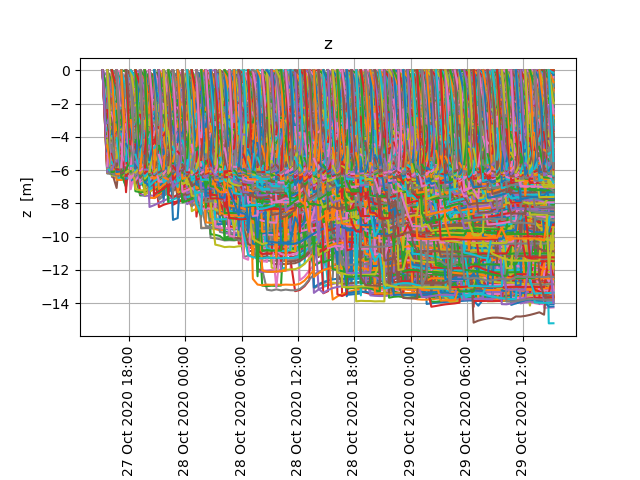 z
0
−2
−4
−6
−8
−10
−12
−14
z [m]
27 Oct 2020 18:00
28 Oct 2020 00:00
28 Oct 2020 06:00
28 Oct 2020 12:00
28 Oct 2020 18:00
29 Oct 2020 00:00
29 Oct 2020 06:00
29 Oct 2020 12:00